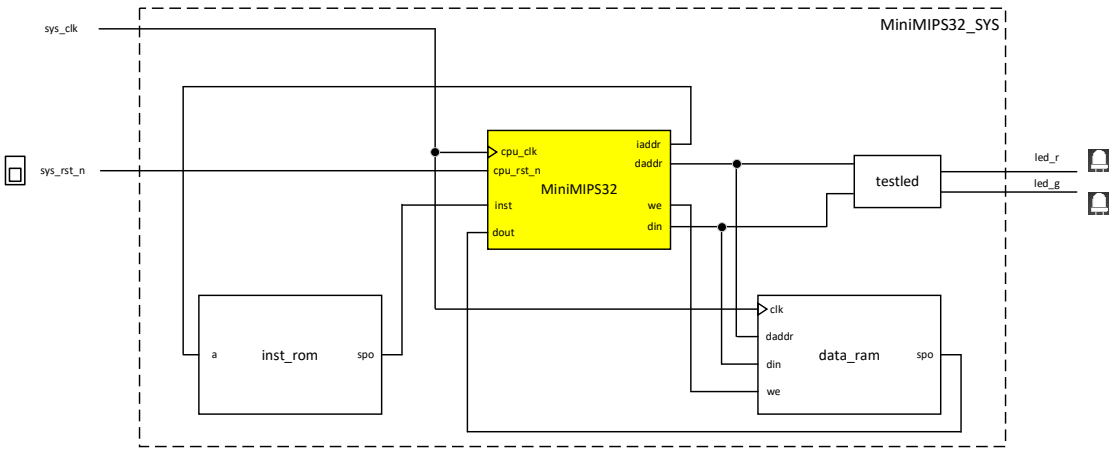 MiniMIPS32_SYS
sys_clk
sys_rst_n
cpu_clk
cpu_rst_n
inst
dout
MiniMIPS32
iaddr
daddr
we
din
testled
led_r
led_g
a
inst_rom
spo
clk
daddr
din
we
data_ram
spo